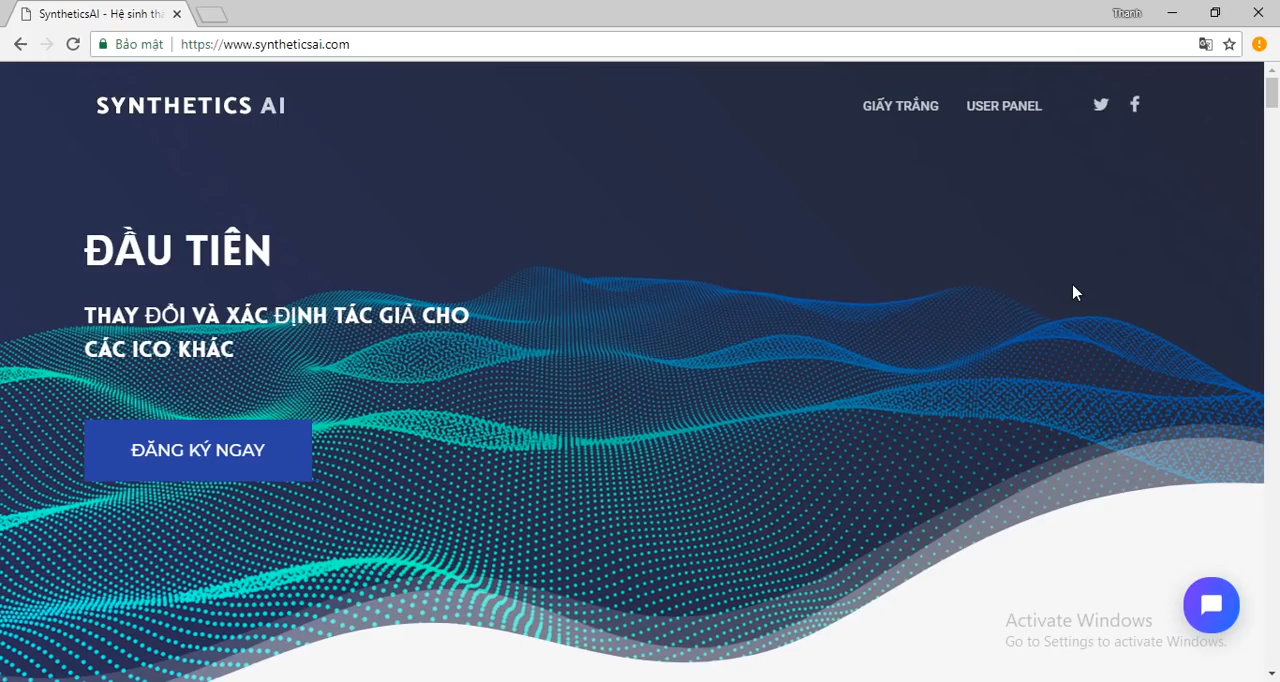 SyntheticsAI - Hệ sinh thá
Thanh
Bảo mật
https://www.syntheticsai.com
SYNTHETICS AI
GIẤY TRẮNG
USER PANEL
ĐẦU TIÊN
THAY ĐỔI VÀ XÁC ĐỊNH TÁC GIẢ CHO
CÁC ICO KHÁC
ĐĂNG KÝ NGAY
Activate Windows
Go to Settings to activate Windows.